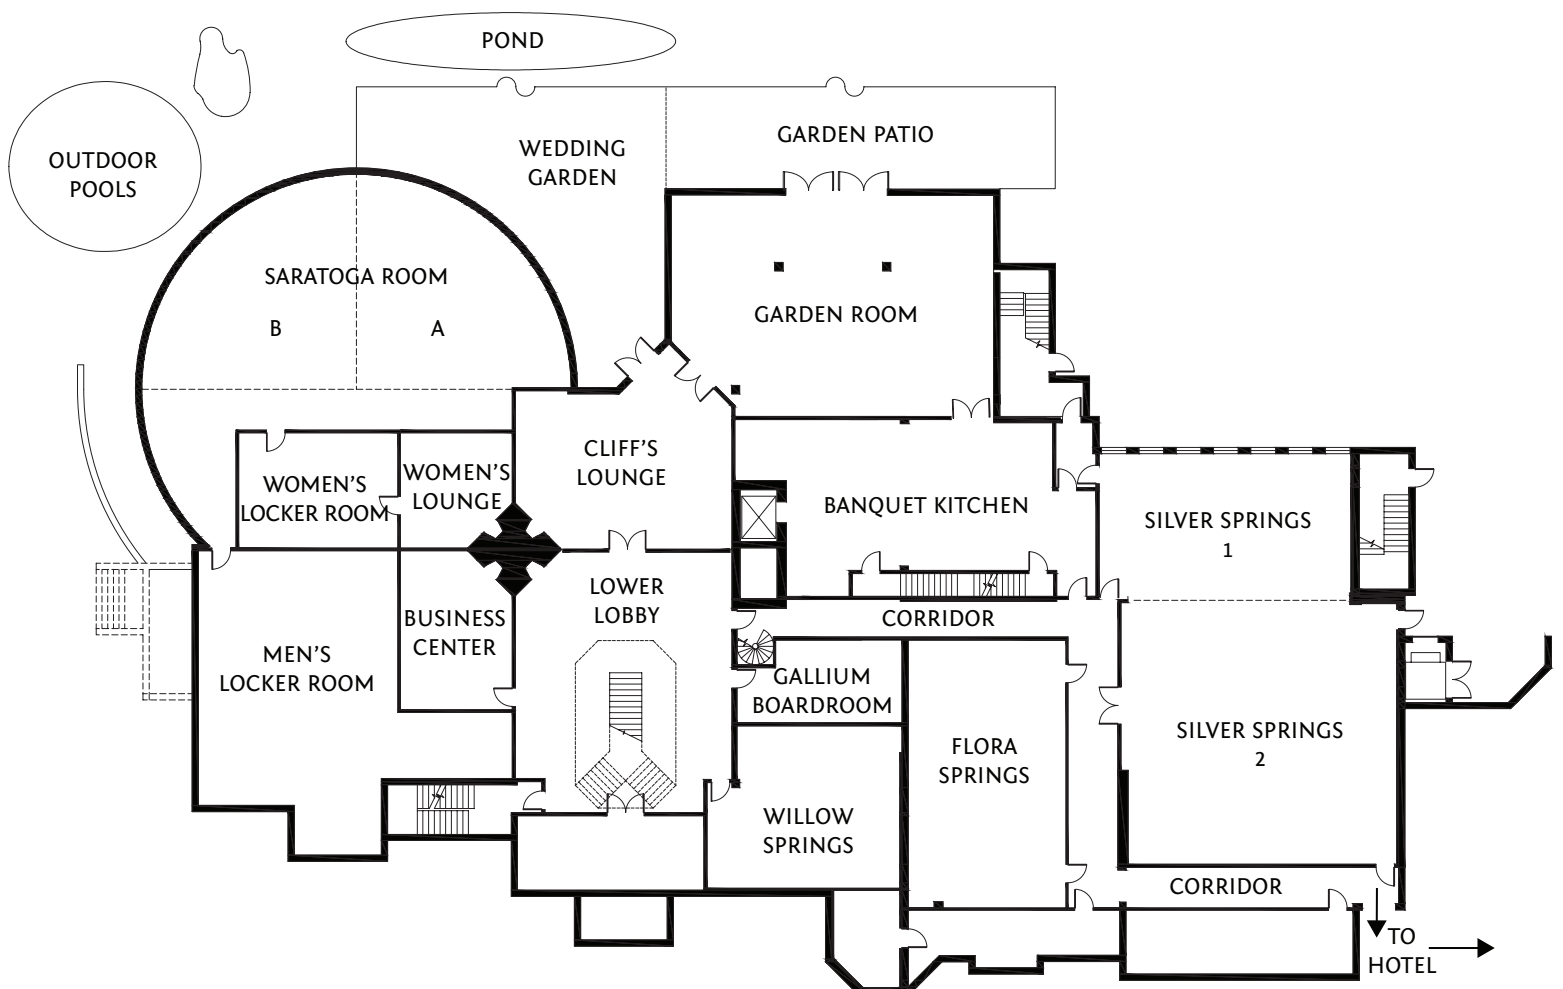 POND
GARDEN PATIO
WEDDING
GARDEN
OUTDOOR
POOLS
SARATOGA ROOM
B
A
GARDEN ROOM
CLIFF'S
LOUNGE
WOMEN'S
LOCKER ROOM
WOMEN'S
LOUNGE
BANQUET KITCHEN
SILVER SPRINGS
1
LOWER
LOBBY
BUSINESS
CENTER
CORRIDOR
MEN'S
LOCKER ROOM
GALLIUM
BOARDROOM
FLORA
SPRINGS
SILVER SPRINGS
2
WILLOW
SPRINGS
CORRIDOR
TO
HOTEL